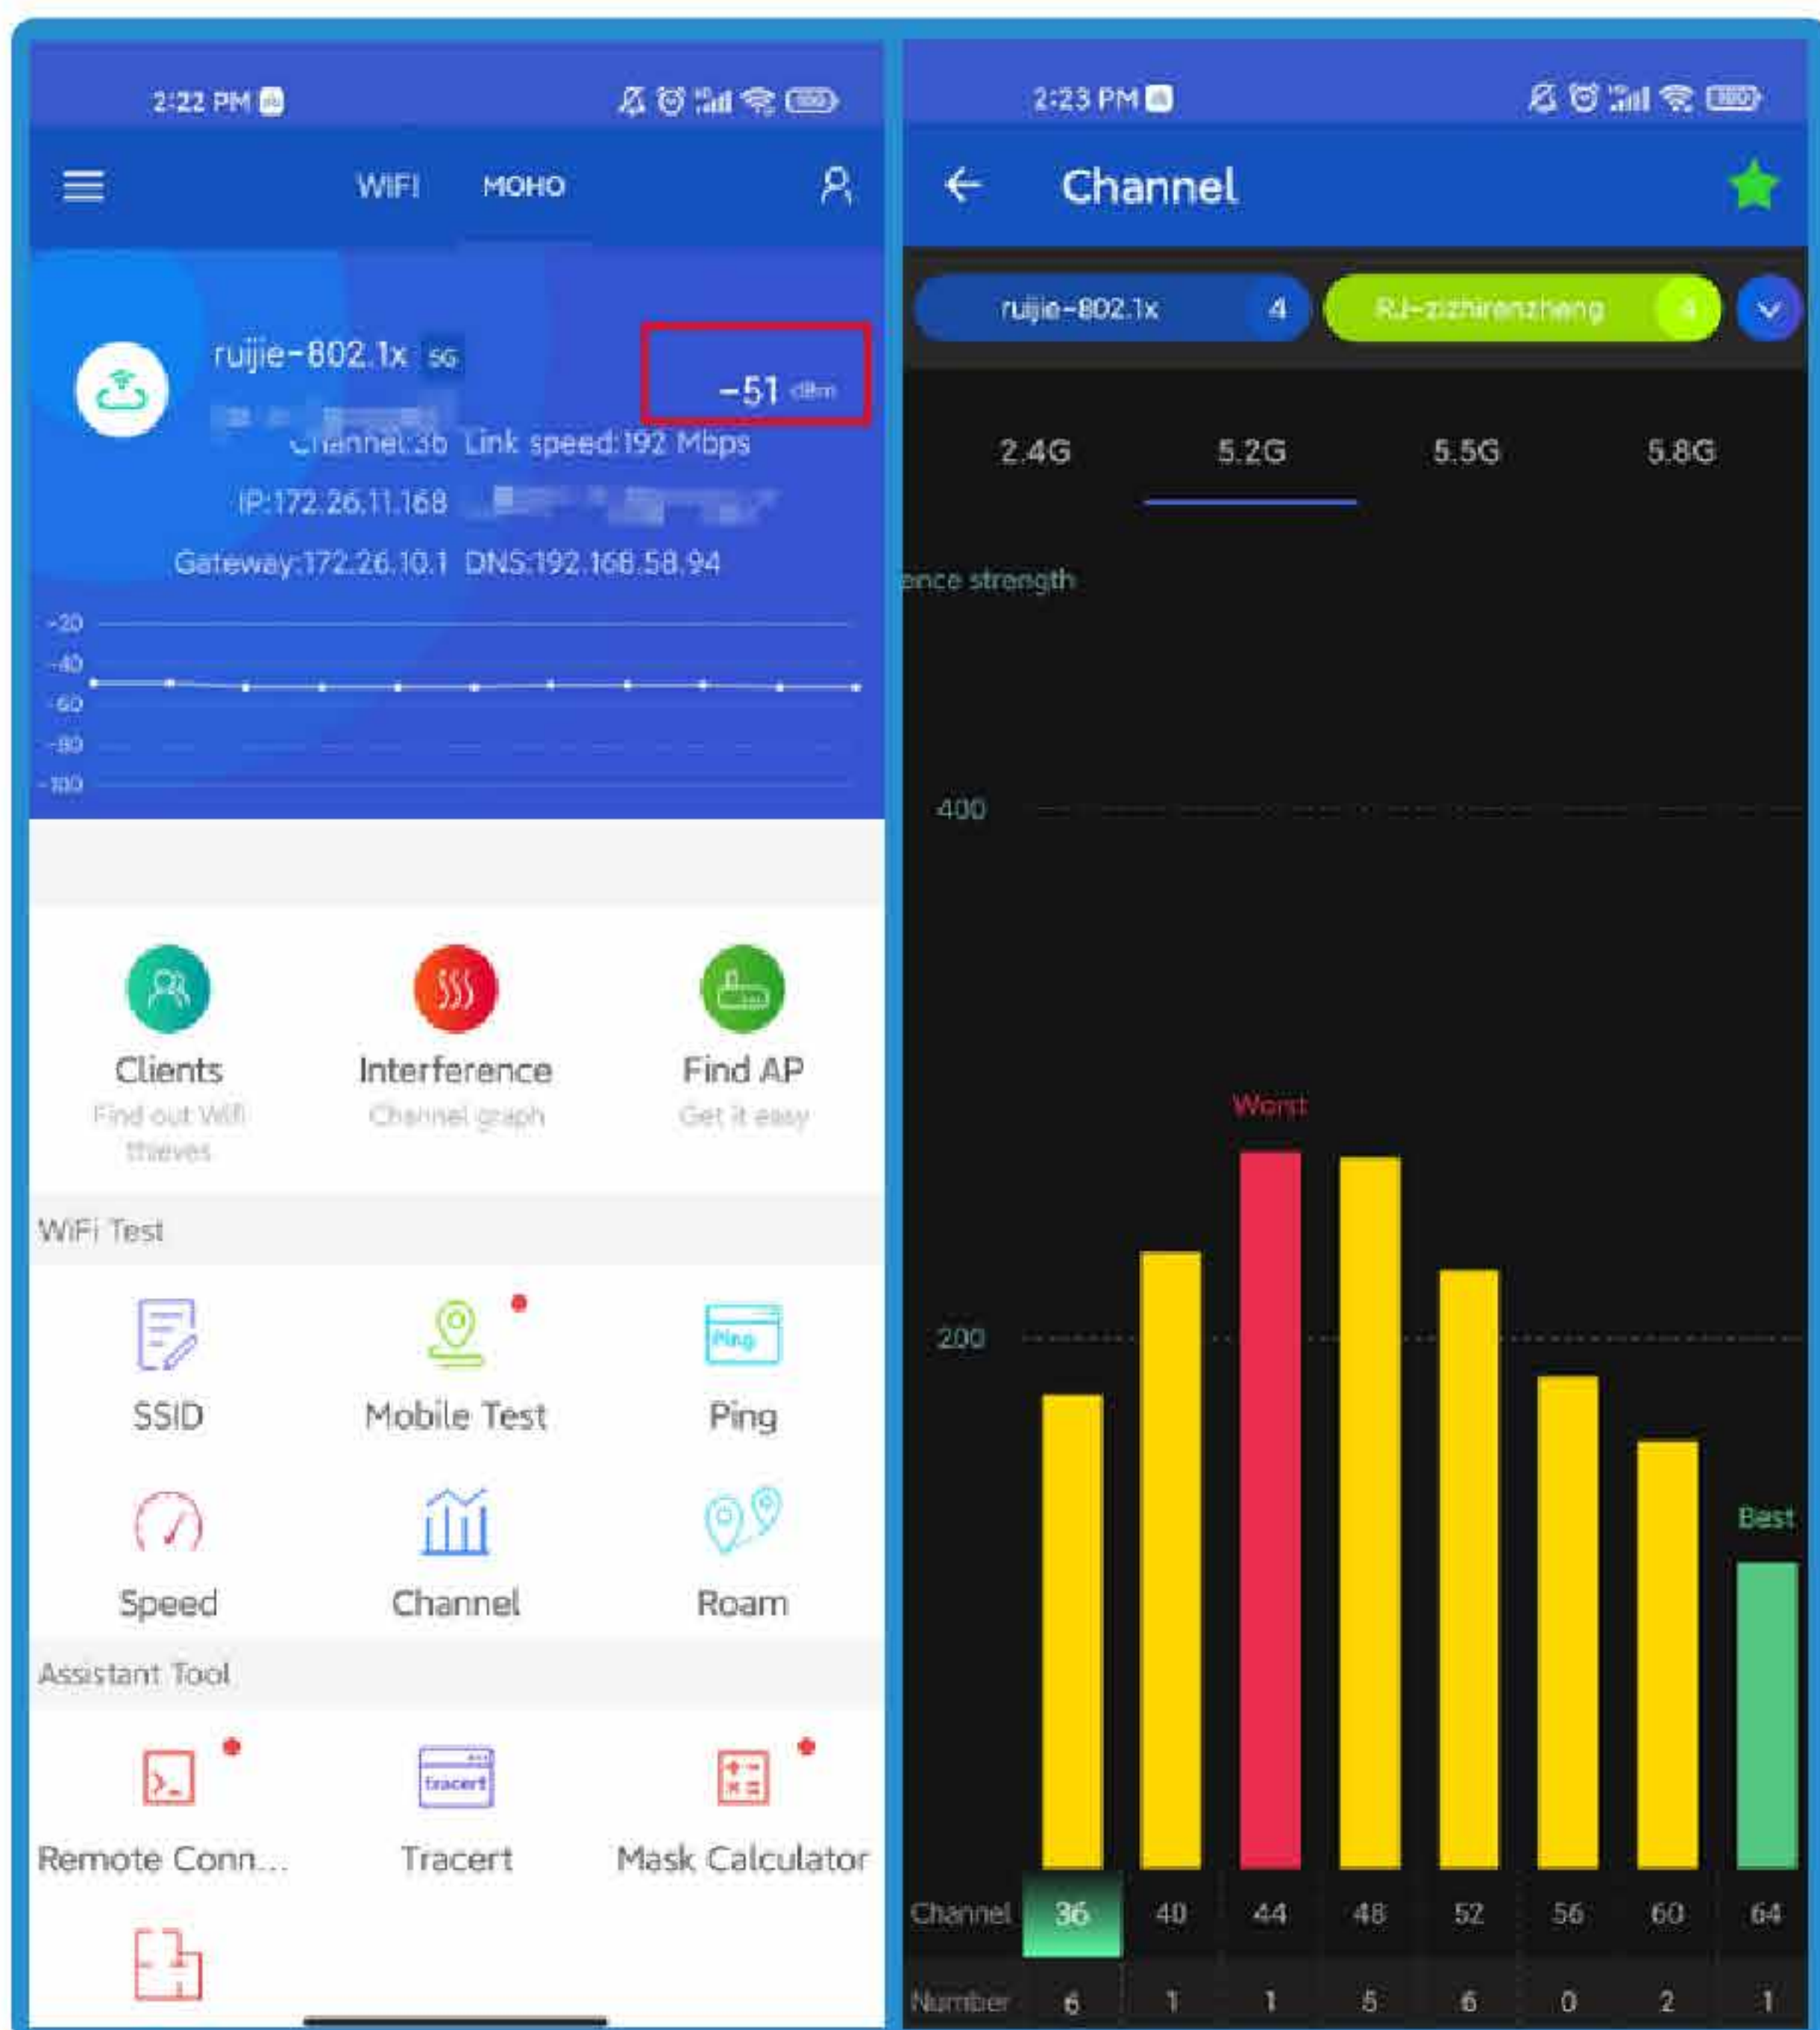 2:22 PM
WIFI MOHO
ruijie-802.1x 5G
-51 dBm
Channel:36 Link speed:192 Mbps
IP:172.26.11.168
Gateway:172.26.10.1 DNS:192.168.58.94
-20
-40
-60
-80
-100
Clients Interference Find AP
Find out Wifi thieves
Channel graph
Get it easy
WiFi Test
SSID Mobile Test Ping
Ping
Speed Channel Roam
Assistant Tool
tracert
Remote Conn... Tracert Mask Calculator
2:23 PM
Channel
ruijie-802.1x 4 RJ-zizhirenzheng 4
2.4G 5.2G 5.5G 5.8G
ence strength
400
Worst
200
Best
Channel 36 40 44 48 52 56 60 64
Number 6 1 1 5 6 0 2 1